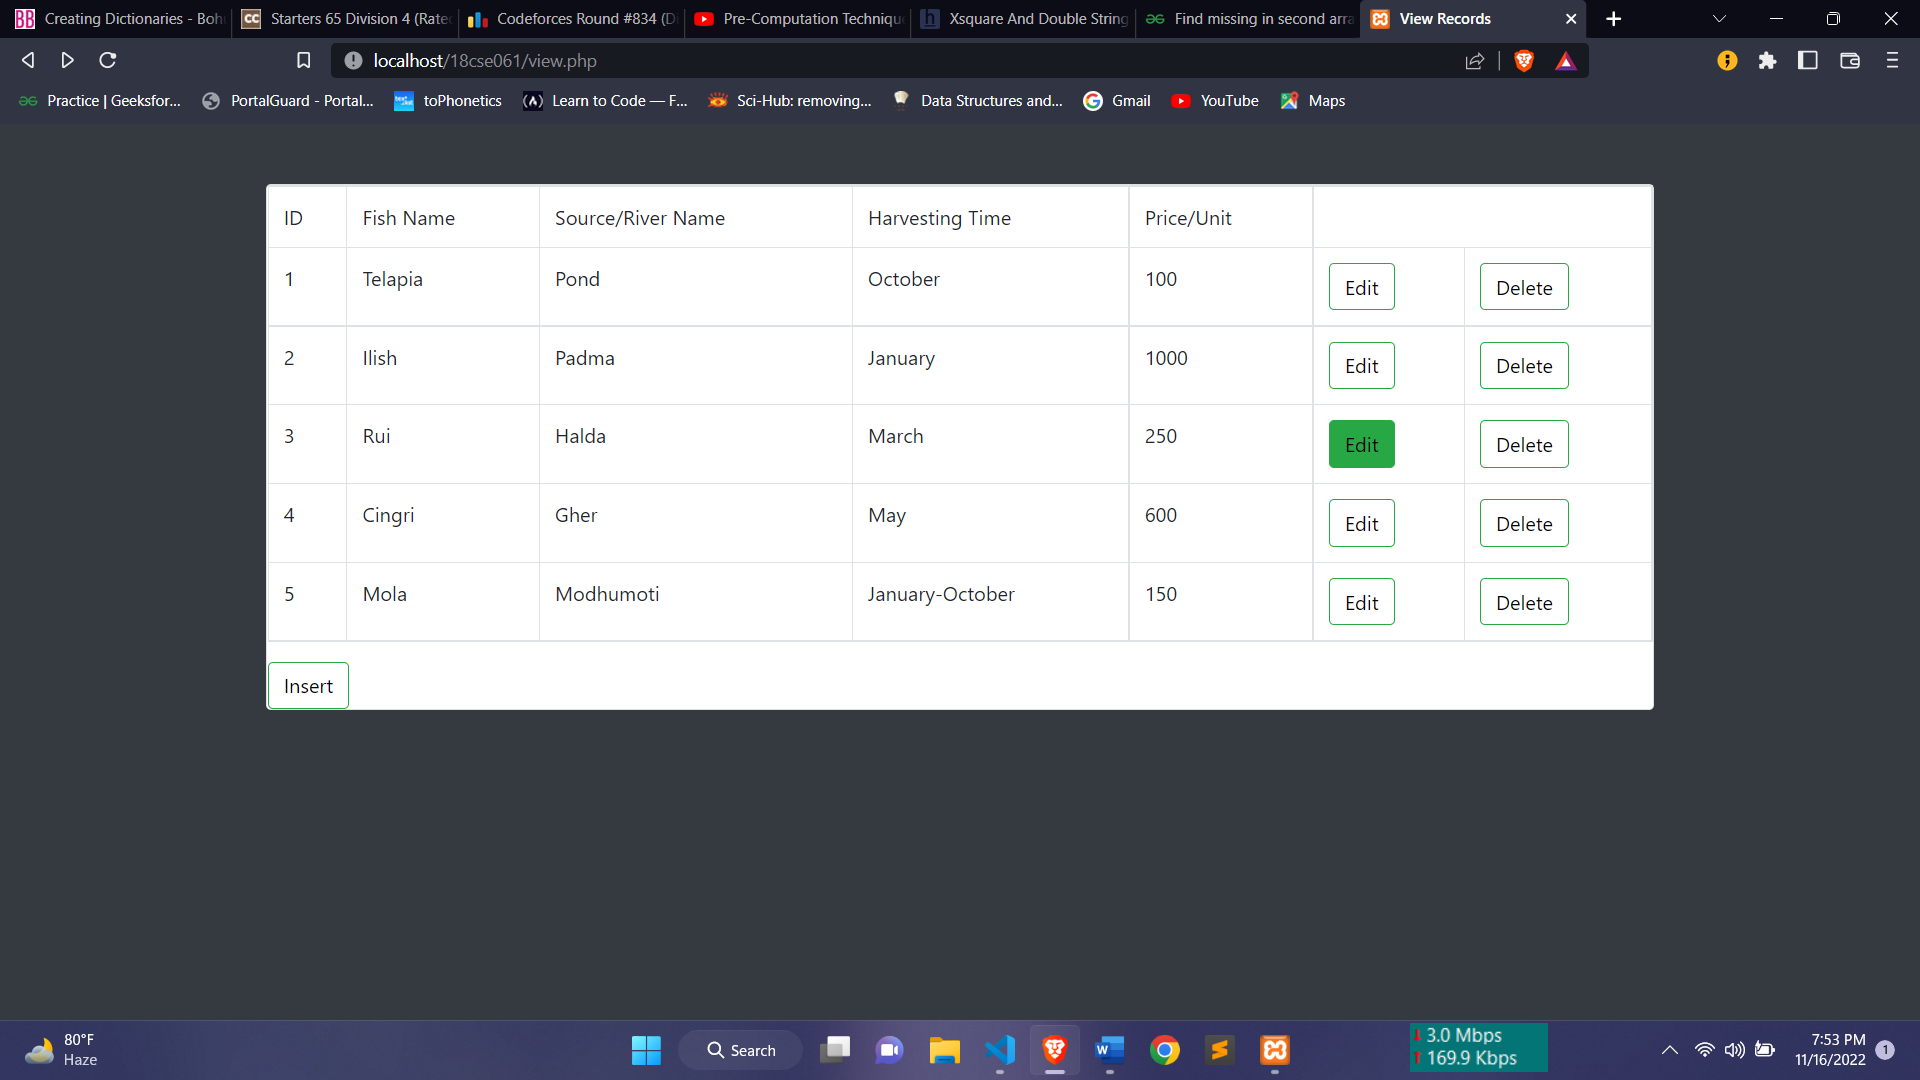 BB Creating Dictionaries - Boh
CC Starters 65 Division 4 (Rated
Codeforces Round #834 (Di
Pre-Computation Technique
h Xsquare And Double String
Find missing in second arra
View Records
localhost/18cse061/view.php
Practice | Geeksfor...
PortalGuard - Portal...
toPhonetics
Learn to Code — F...
Sci-Hub: removing...
Data Structures and...
Gmail
YouTube
Maps
ID Fish Name Source/River Name Harvesting Time Price/Unit
1 Telapia Pond October 100 Edit Delete
2 Ilish Padma January 1000 Edit Delete
3 Rui Halda March 250 Edit Delete
4 Cingri Gher May 600 Edit Delete
5 Mola Modhumoti January-October 150 Edit Delete
Insert
80°F
Haze
Search
3.0 Mbps
169.9 Kbps
7:53 PM
11/16/2022
1